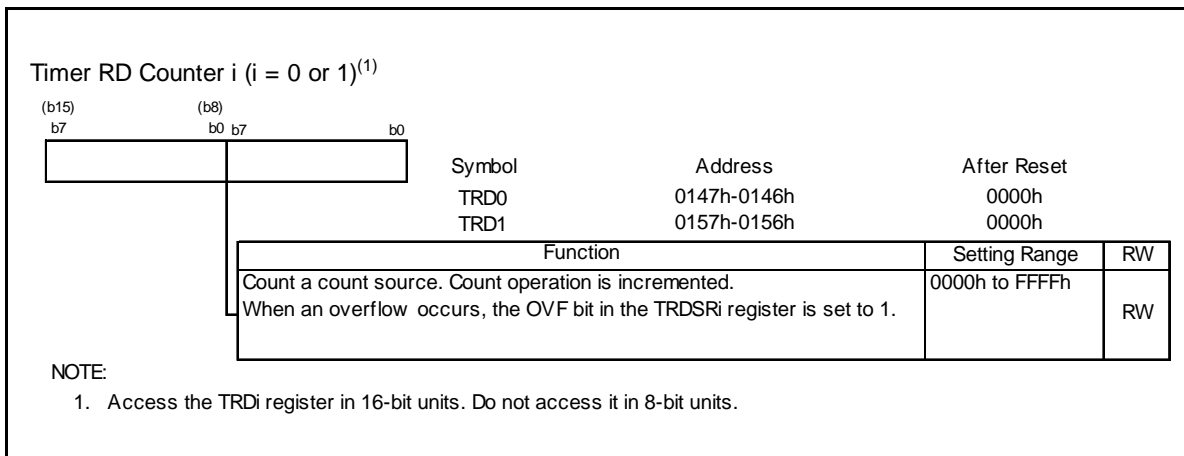 Timer RD Counter i (i = 0 or 1)(1)
(b15) (b8)
b7 b0 b7 b0
Symbol Address After Reset
TRD0 0147h-0146h 0000h
TRD1 0157h-0156h 0000h
Function Setting Range RW
Count a count source. Count operation is incremented. 0000h to FFFFh
When an overflow occurs, the OVF bit in the TRDSRi register is set to 1. RW
NOTE:
1. Access the TRDi register in 16-bit units. Do not access it in 8-bit units.